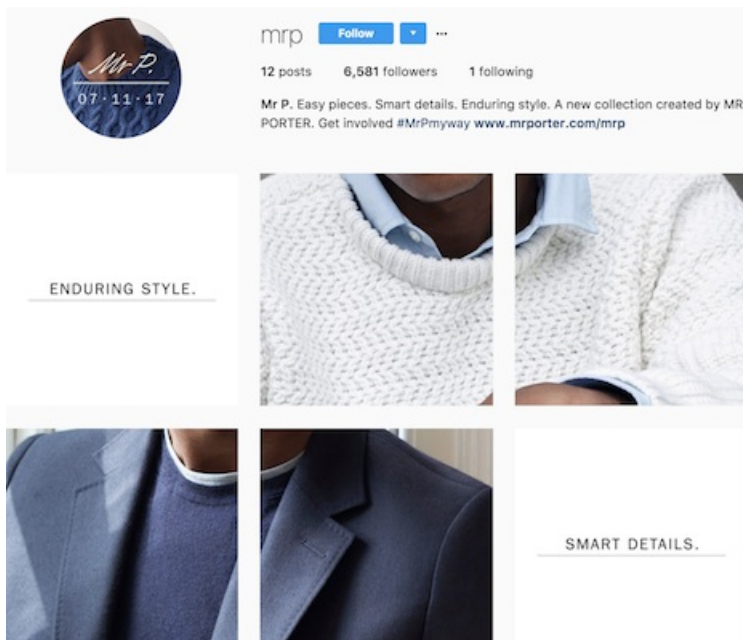 Mr P.
07·11·17
mrp
Follow
12 posts 6,581 followers 1 following
Mr P. Easy pieces. Smart details. Enduring style. A new collection created by MR
PORTER. Get involved #MrPmyway www.mrporter.com/mrp
ENDURING STYLE.
SMART DETAILS.